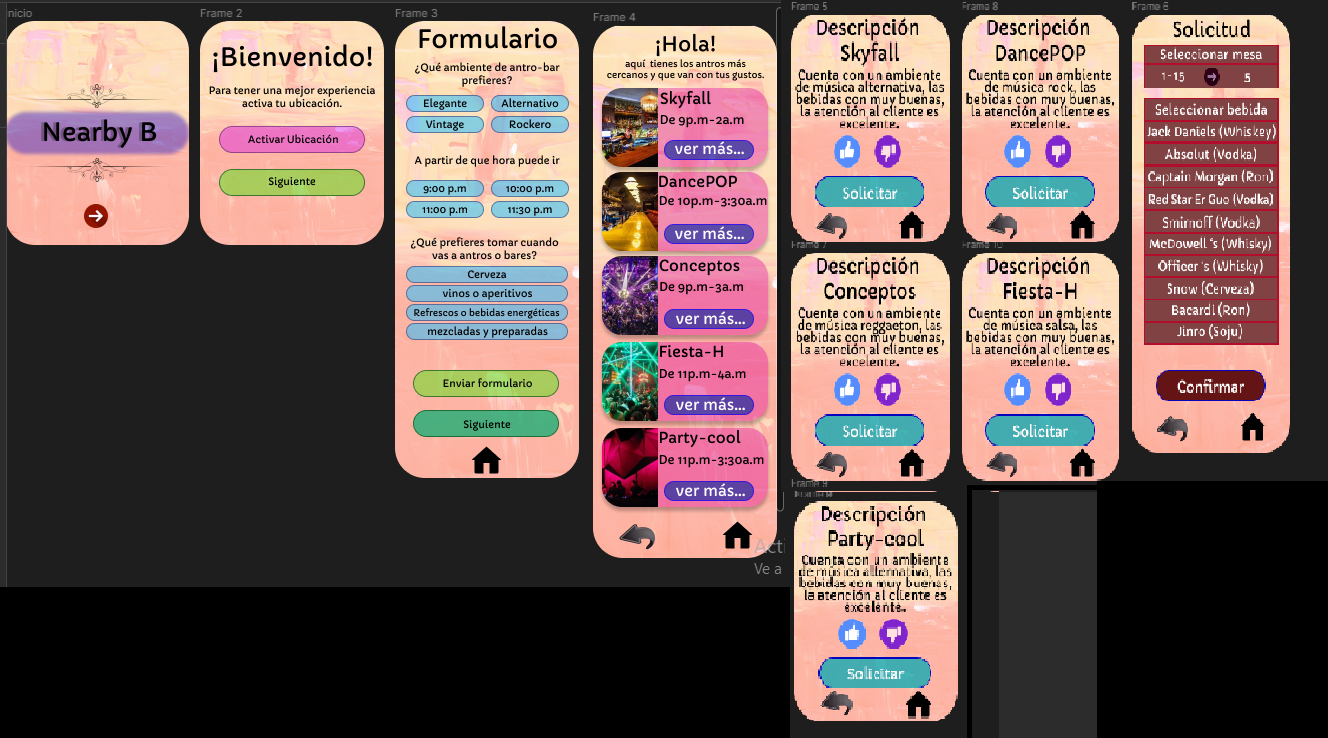 nicio
Nearby B
Frame 2
¡Bienvenido!
Para tener una mejor experiencia
activa tu ubicación.
Activar Ubicación
Siguiente
Frame 3
Formulario
¿Qué ambiente de antro-bar
prefieres?
Elegante
Alternativo
Vintage
Rockero
A partir de que hora puede ir
9:00 p.m
10:00 p.m
11:00 p.m
11:30 p.m
¿Qué prefieres tomar cuando
vas a antros o bares?
Cerveza
vinos o aperitivos
Refrescos o bebidas energéticas
mezcladas y preparadas
Enviar formulario
Siguiente
Frame 4
¡Hola!
aquí tienes los antros más
cercanos y que van con tus gustos.
Skyfall
De 9p.m-2a.m
ver más...
DancePOP
De 10p.m-3:30a.m
ver más...
Conceptos
De 9p.m-3a.m
ver más...
Fiesta-H
De 11p.m-4a.m
ver más...
Party-cool
De 11p.m-3:30a.m
ver más...
Acti
Ve a
Frame 5
Descripción
Skyfall
Cuenta con un ambiente
de música alternativa, las
bebidas con muy buenas,
la atención al cliente es
excelente.
Solicitar
Frame 8
Descripción
DancePOP
Cuenta con un ambiente
de música rock, las
bebidas con muy buenas,
la atención al cliente es
excelente.
Solicitar
Frame 6
Solicitud
Seleccionar mesa
1-15
5
Seleccionar bebida
Jack Daniels (Whiskey)
Absolut (Vodka)
Captain Morgan (Ron)
Red Star Er Guo (Vodka)
Smirnoff (Vodka)
McDowell 's (Whisky)
Officer 's (Whisky)
Snow (Cerveza)
Bacardi (Ron)
Jinro (Soju)
Confirmar
Frame 7
Descripción
Conceptos
Cuenta con un ambiente
de música reggaeton, las
bebidas con muy buenas,
la atención al cliente es
excelente.
Solicitar
Frame 10
Descripción
Fiesta-H
Cuenta con un ambiente
de música salsa, las
bebidas con muy buenas,
la atención al cliente es
excelente.
Solicitar
Frame 9
Descripción
Party-cool
Cuenta con un ambiente
de música alternativa, las
bebidas con muy buenas,
la atención al cliente es
excelente.
Solicitar